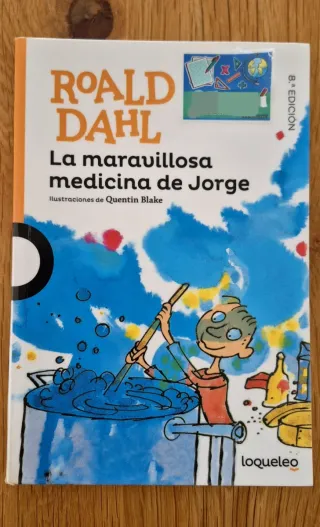 ROALD
DAHL
8.ª EDICIÓN
La maravillosa
medicina de Jorge
Ilustraciones de Quentin Blake
loqueleo